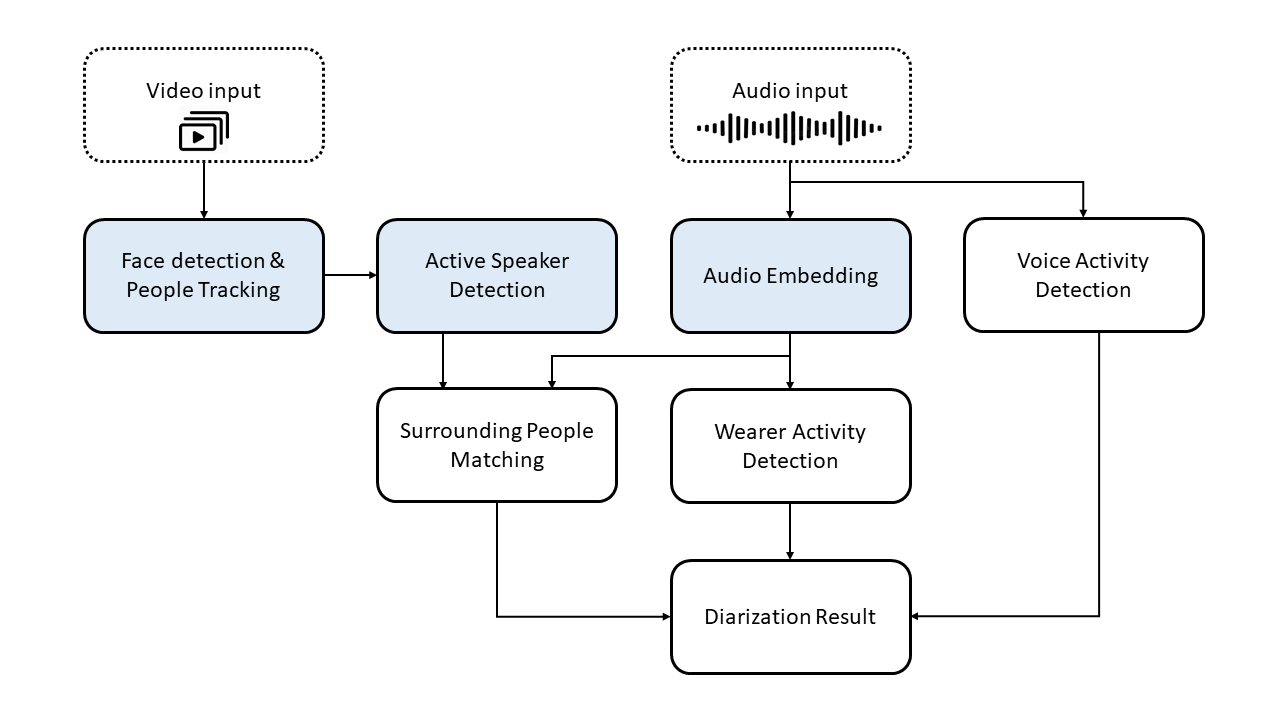 Video input
Audio input
Face detection &
People Tracking
Active Speaker
Detection
Audio Embedding
Voice Activity
Detection
Surrounding People
Matching
Wearer Activity
Detection
Diarization Result